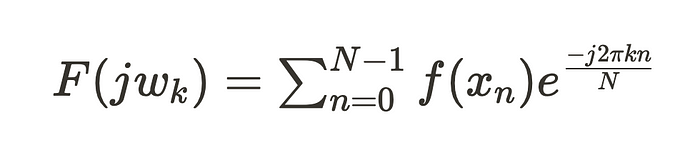 F(jw_k) = \sum_{n=0}^{N-1} f(x_n)e^{\frac{-j2\pi kn}{N}}